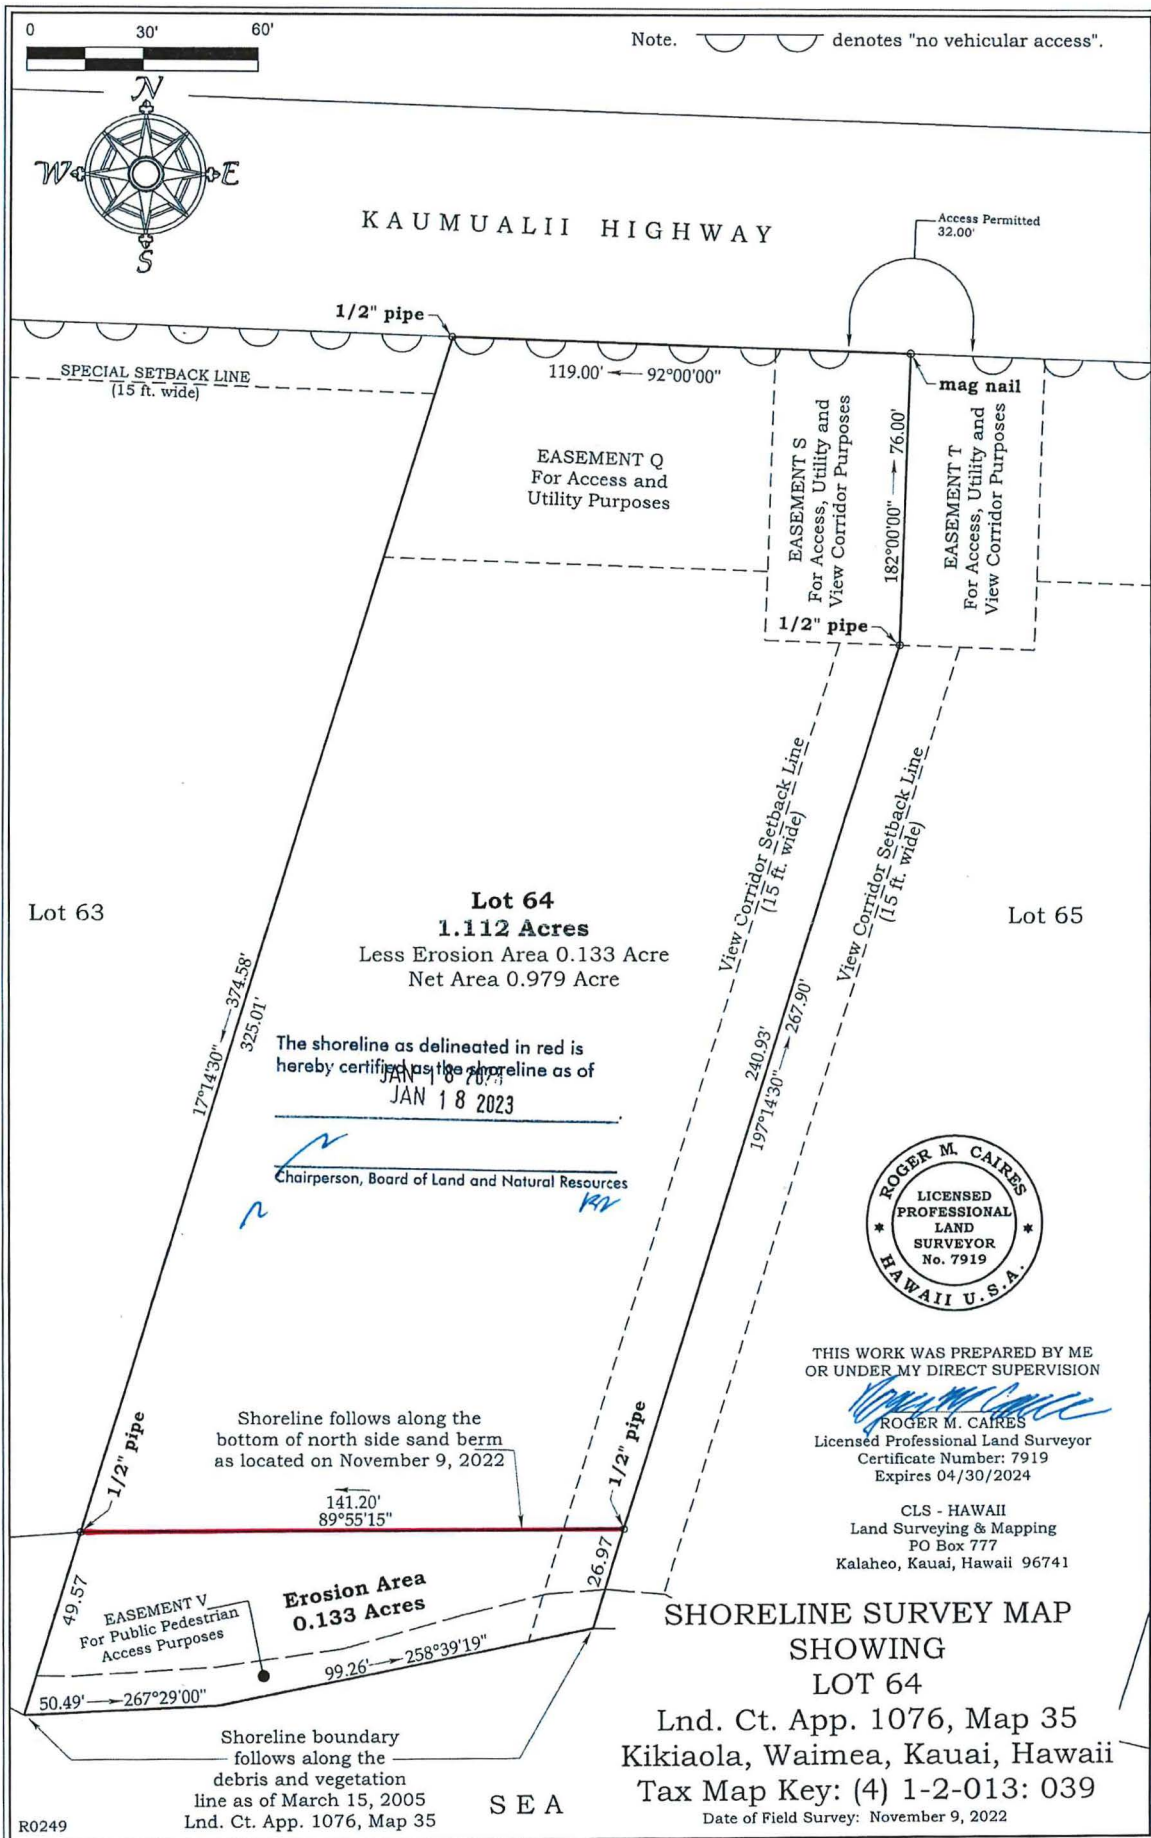 0 30' 60'
Note. denotes "no vehicular access".
N
W E
S
KAUMUALII HIGHWAY
Access Permitted
32.00'
1/2" pipe
SPECIAL SETBACK LINE
(15 ft. wide)
119.00' 92°00'00"
mag nail
EASEMENT Q
For Access and
Utility Purposes
EASEMENT S
For Access, Utility and
View Corridor Purposes
182°00'00" 76.00'
EASEMENT T
For Access, Utility and
View Corridor Purposes
1/2" pipe
View Corridor Setback Line
(15 ft. wide)
View Corridor Setback Line
(15 ft. wide)
Lot 63
Lot 64
1.112 Acres
Less Erosion Area 0.133 Acre
Net Area 0.979 Acre
Lot 65
17°14'30" 374.58'
325.01'
240.93'
197°14'30" 267.90'
The shoreline as delineated in red is
hereby certified as the shoreline as of
JAN 18 2023
JAN 18 2023
Chairperson, Board of Land and Natural Resources
ROGER M. CAIRES
LICENSED
PROFESSIONAL
LAND
SURVEYOR
No. 7919
HAWAII U.S.A.
THIS WORK WAS PREPARED BY ME
OR UNDER MY DIRECT SUPERVISION
ROGER M. CAIRES
Licensed Professional Land Surveyor
Certificate Number: 7919
Expires 04/30/2024
CLS - HAWAII
Land Surveying & Mapping
PO Box 777
Kalaheo, Kauai, Hawaii 96741
1/2" pipe
Shoreline follows along the
bottom of north side sand berm
as located on November 9, 2022
1/2" pipe
141.20'
89°55'15"
49.57
26.97
EASEMENT V
For Public Pedestrian
Access Purposes
Erosion Area
0.133 Acres
50.49' 267°29'00"
99.26' 258°39'19"
Shoreline boundary
follows along the
debris and vegetation
line as of March 15, 2005
Lnd. Ct. App. 1076, Map 35
SEA
SHORELINE SURVEY MAP
SHOWING
LOT 64
Lnd. Ct. App. 1076, Map 35
Kikiaola, Waimea, Kauai, Hawaii
Tax Map Key: (4) 1-2-013: 039
Date of Field Survey: November 9, 2022
R0249